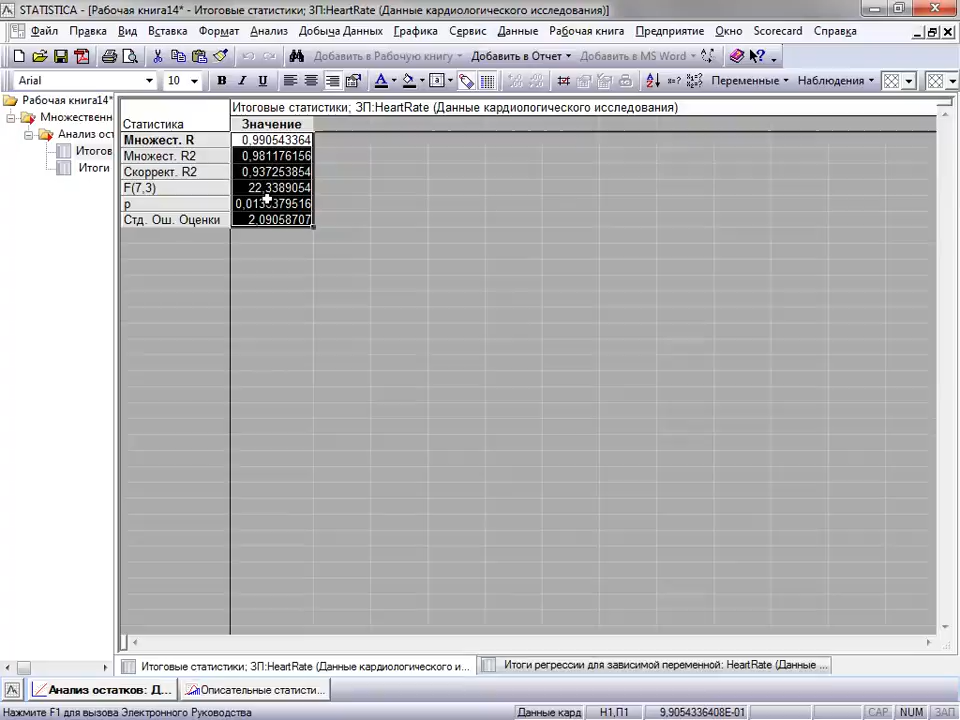 STATISTICA - [Рабочая книга14* - Итоговые статистики; ЗП:HeartRate (Данные кардиологического исследования)]
Файл Правка Вид Вставка Формат Анализ Добыча Данных Графика Сервис Данные Рабочая книга Предприятие Окно Scorecard Справка
Добавить в Рабочую книгу Добавить в Отчет Добавить в MS Word
Arial 10 B I U Переменные Наблюдения
Рабочая книга14*
Множественн
Анализ ост
Итогов
Итоги
Итоговые статистики; ЗП:HeartRate (Данные кардиологического исследования)
Статистика Значение
Множест. R 0,990543364
Множест. R2 0,981176156
Скоррект. R2 0,937253854
F(7,3) 22,3389054
p
Стд. Ош. Оценки 2,09058707
Итоговые статистики; ЗП:HeartRate (Данные кардиологического и...
Итоги регрессии для зависимой переменной: HeartRate (Данные ...
Анализ остатков: Д... Описательные статисти...
Нажмите F1 для вызова Электронного Руководства Данные кард Н1,П1 9,9054336408E-01 CAP NUM ЗАП